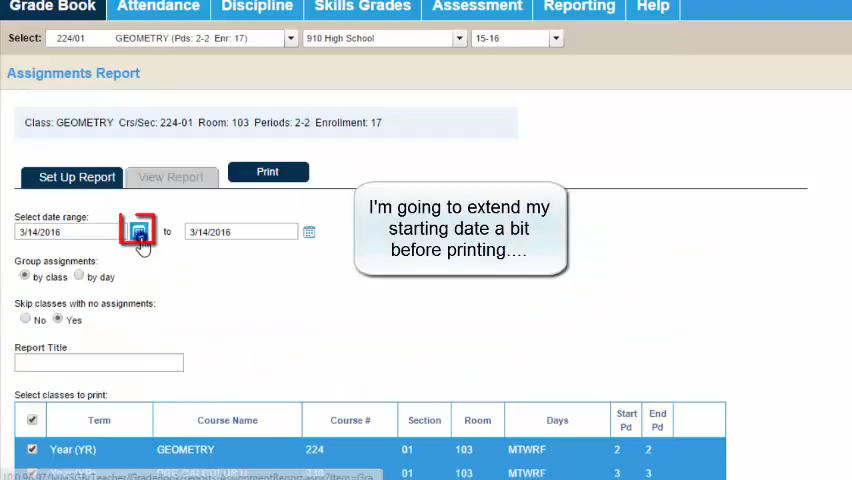 Grade Book Attendance Discipline Skills Grades Assessment Reporting Help
Select: 224/01 GEOMETRY (Pds: 2-2 Enr: 17) 910 High School 15-16
Assignments Report
Class: GEOMETRY Crs/Sec: 224-01 Room: 103 Periods: 2-2 Enrollment: 17
Set Up Report View Report Print
I'm going to extend my
starting date a bit
before printing....
Select date range:
3/14/2016 to 3/14/2016
Group assignments:
by class by day
Skip classes with no assignments:
No Yes
Report Title
Select classes to print:
Term Course Name Course # Section Room Days Start Pd End Pd
Year (YR) GEOMETRY 224 01 103 MTWRF 2 2
01 103 MTWRF 3 3